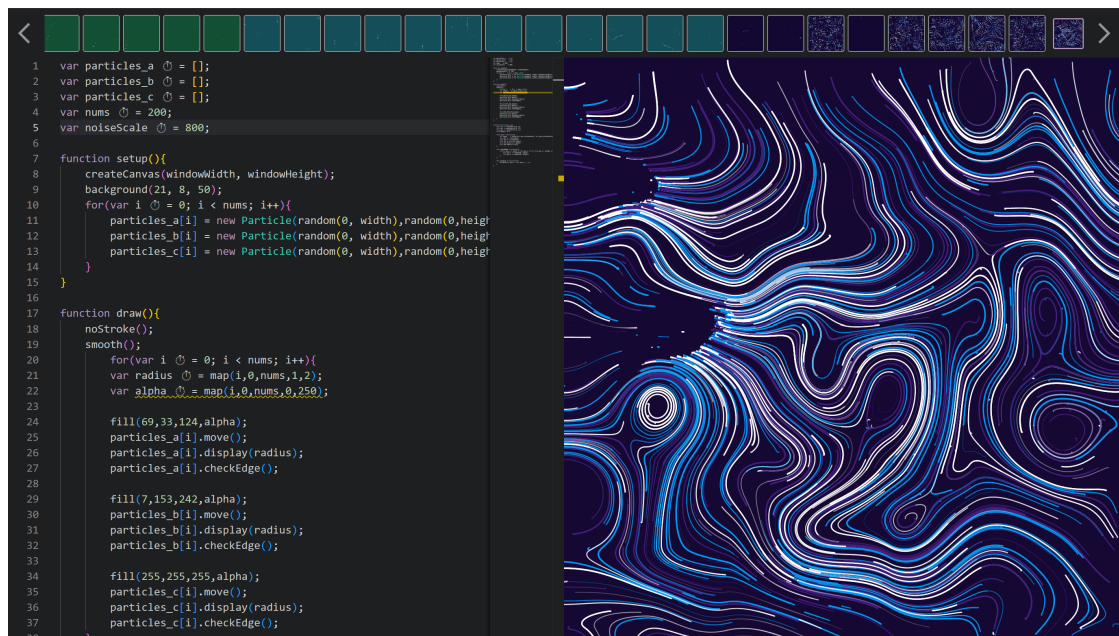 1 var particles_a ⏱ = [];
2 var particles_b ⏱ = [];
3 var particles_c ⏱ = [];
4 var nums ⏱ = 200;
5 var noiseScale ⏱ = 800;
6
7 function setup(){
8 createCanvas(windowWidth, windowHeight);
9 background(21, 8, 50);
10 for(var i ⏱ = 0; i < nums; i++){
11 particles_a[i] = new Particle(random(0, width),random(0,heigh
12 particles_b[i] = new Particle(random(0, width),random(0,heigh
13 particles_c[i] = new Particle(random(0, width),random(0,heigh
14 }
15 }
16
17 function draw(){
18 noStroke();
19 smooth();
20 for(var i ⏱ = 0; i < nums; i++){
21 var radius ⏱ = map(i,0,nums,1,2);
22 var alpha ⏱ = map(i,0,nums,0,250);
23
24 fill(69,33,124,alpha);
25 particles_a[i].move();
26 particles_a[i].display(radius);
27 particles_a[i].checkEdge();
28
29 fill(7,153,242,alpha);
30 particles_b[i].move();
31 particles_b[i].display(radius);
32 particles_b[i].checkEdge();
33
34 fill(255,255,255,alpha);
35 particles_c[i].move();
36 particles_c[i].display(radius);
37 particles_c[i].checkEdge();